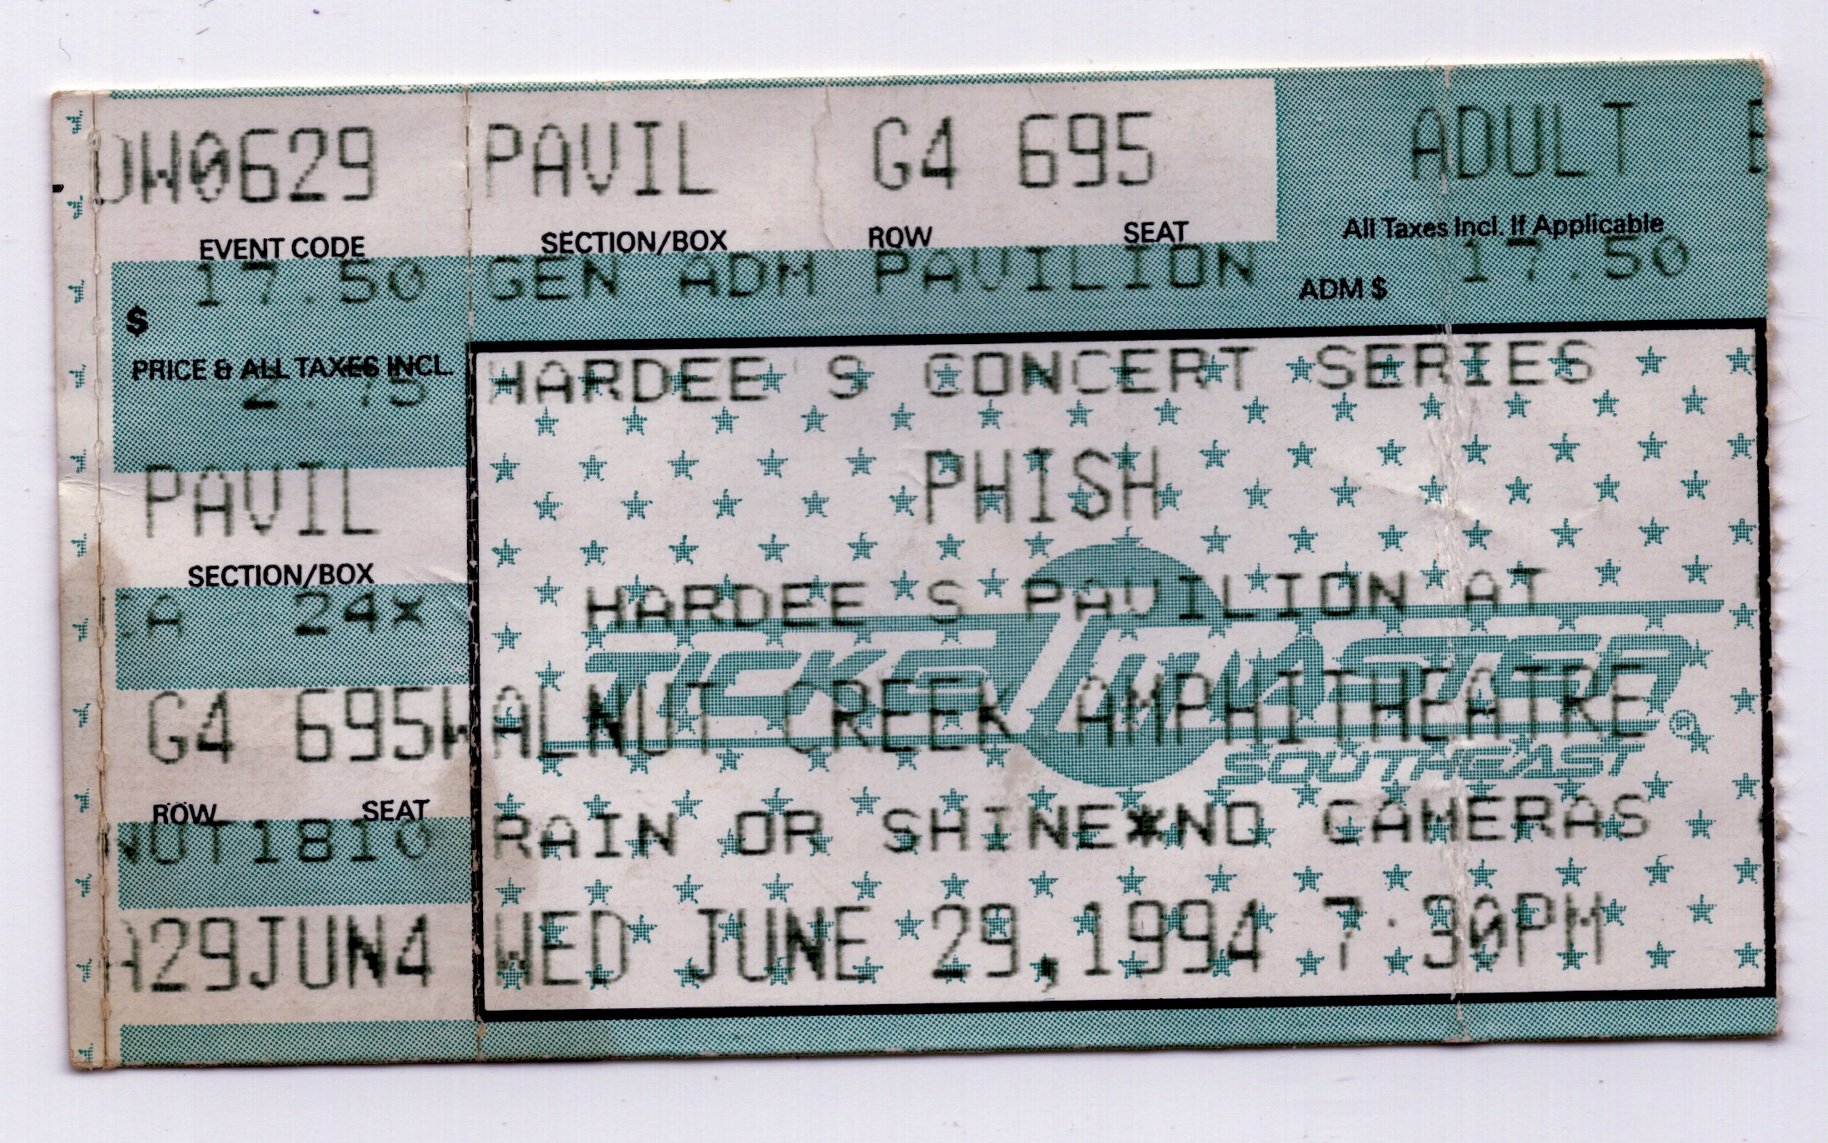 DW0629 PAVIL G4 695 ADULT
EVENT CODE SECTION/BOX ROW SEAT All Taxes Incl. If Applicable
17.50 GEN ADM PAVILION ADM $ 17.50
$
PRICE & ALL TAXES INCL.
2.75
PAVIL
SECTION/BOX
CA 24X
G4 695
ROW SEAT
NUT1810
A29JUN4
HARDEE S CONCERT SERIES
PHISH
HARDEE S PAVILION AT
TICKETMASTER®
WALNUT CREEK AMPHITHEATRE
SOUTHEAST
RAIN OR SHINE*NO CAMERAS
WED JUNE 29,1994 7:30PM